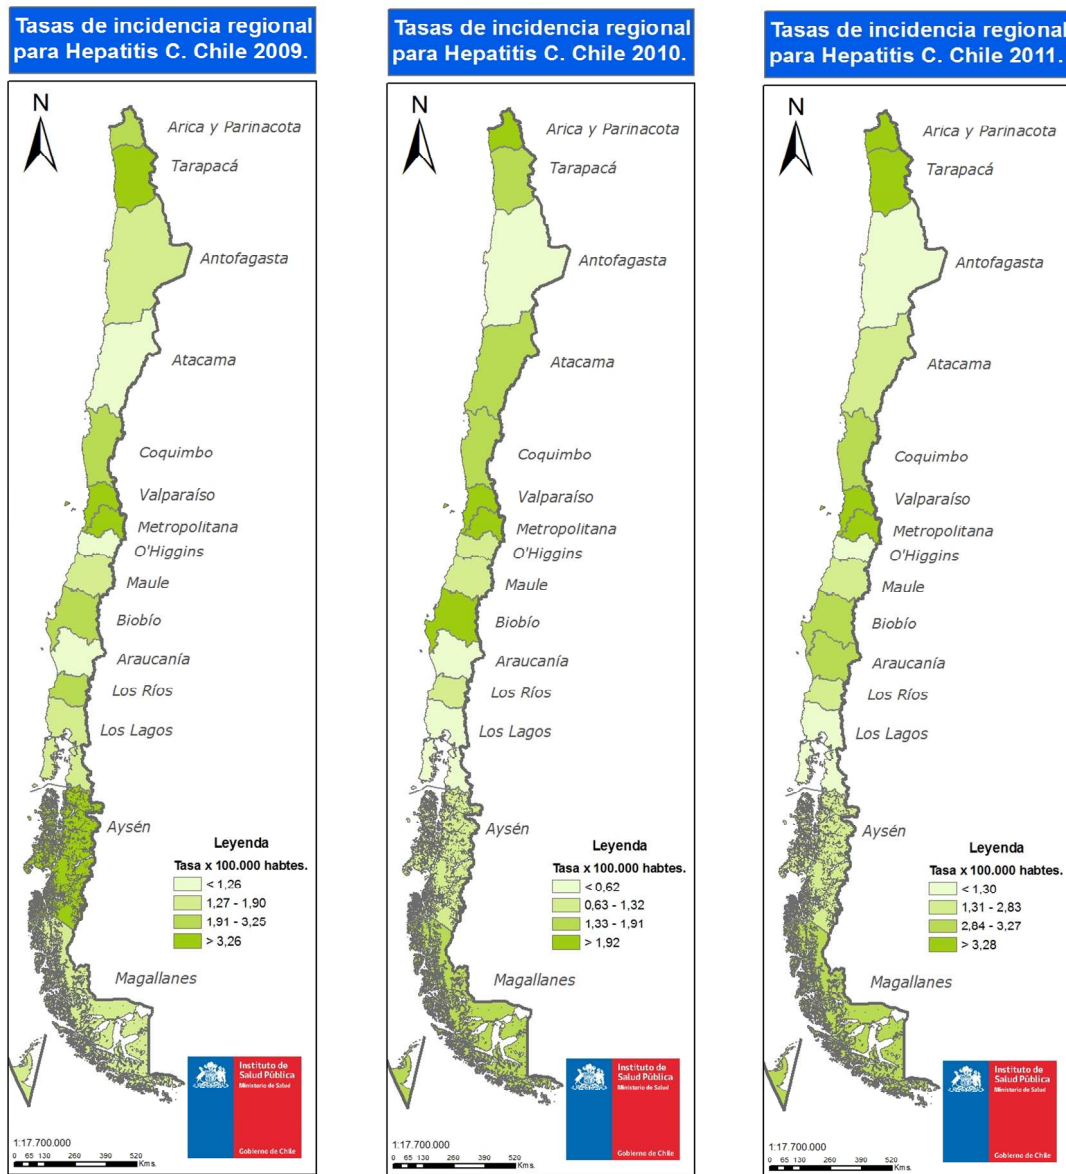 Tasas de incidencia regional
para Hepatitis C. Chile 2009.
N
Arica y Parinacota
Tarapacá
Antofagasta
Atacama
Coquimbo
Valparaíso
Metropolitana
O'Higgins
Maule
Biobío
Araucanía
Los Ríos
Los Lagos
Aysén
Leyenda
Tasa x 100.000 habtes.
< 1,26
1,27 - 1,90
1,91 - 3,25
> 3,26
Magallanes
Instituto de
Salud Pública
Ministerio de Salud
Gobierno de Chile
1:17.700.000
0 65 130 260 390 520
Kms.
Tasas de incidencia regional
para Hepatitis C. Chile 2010.
N
Arica y Parinacota
Tarapacá
Antofagasta
Atacama
Coquimbo
Valparaíso
Metropolitana
O'Higgins
Maule
Biobío
Araucanía
Los Ríos
Los Lagos
Aysén
Leyenda
Tasa x 100.000 habtes.
< 0,62
0,63 - 1,32
1,33 - 1,91
> 1,92
Magallanes
Instituto de
Salud Pública
Ministerio de Salud
Gobierno de Chile
1:17.700.000
0 65 130 260 390 520
Kms.
Tasas de incidencia regional
para Hepatitis C. Chile 2011.
N
Arica y Parinacota
Tarapacá
Antofagasta
Atacama
Coquimbo
Valparaíso
Metropolitana
O'Higgins
Maule
Biobío
Araucanía
Los Ríos
Los Lagos
Aysén
Leyenda
Tasa x 100.000 habtes.
< 1,30
1,31 - 2,83
2,84 - 3,27
> 3,28
Magallanes
Instituto de
Salud Pública
Ministerio de Salud
Gobierno de Chile
1:17.700.000
0 65 130 260 390 520
Kms.